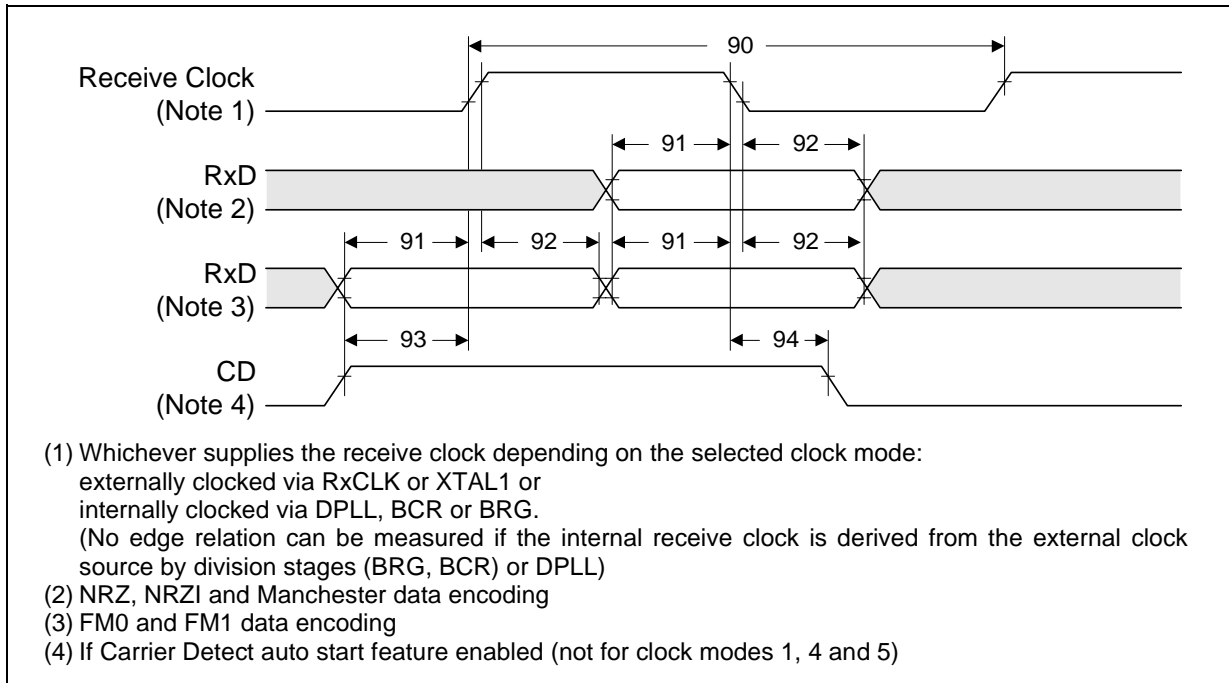 90
Receive Clock
(Note 1)
91 92
RxD
(Note 2)
91 92 91 92
RxD
(Note 3)
93 94
CD
(Note 4)
(1) Whichever supplies the receive clock depending on the selected clock mode:
externally clocked via RxCLK or XTAL1 or
internally clocked via DPLL, BCR or BRG.
(No edge relation can be measured if the internal receive clock is derived from the external clock
source by division stages (BRG, BCR) or DPLL)
(2) NRZ, NRZI and Manchester data encoding
(3) FM0 and FM1 data encoding
(4) If Carrier Detect auto start feature enabled (not for clock modes 1, 4 and 5)